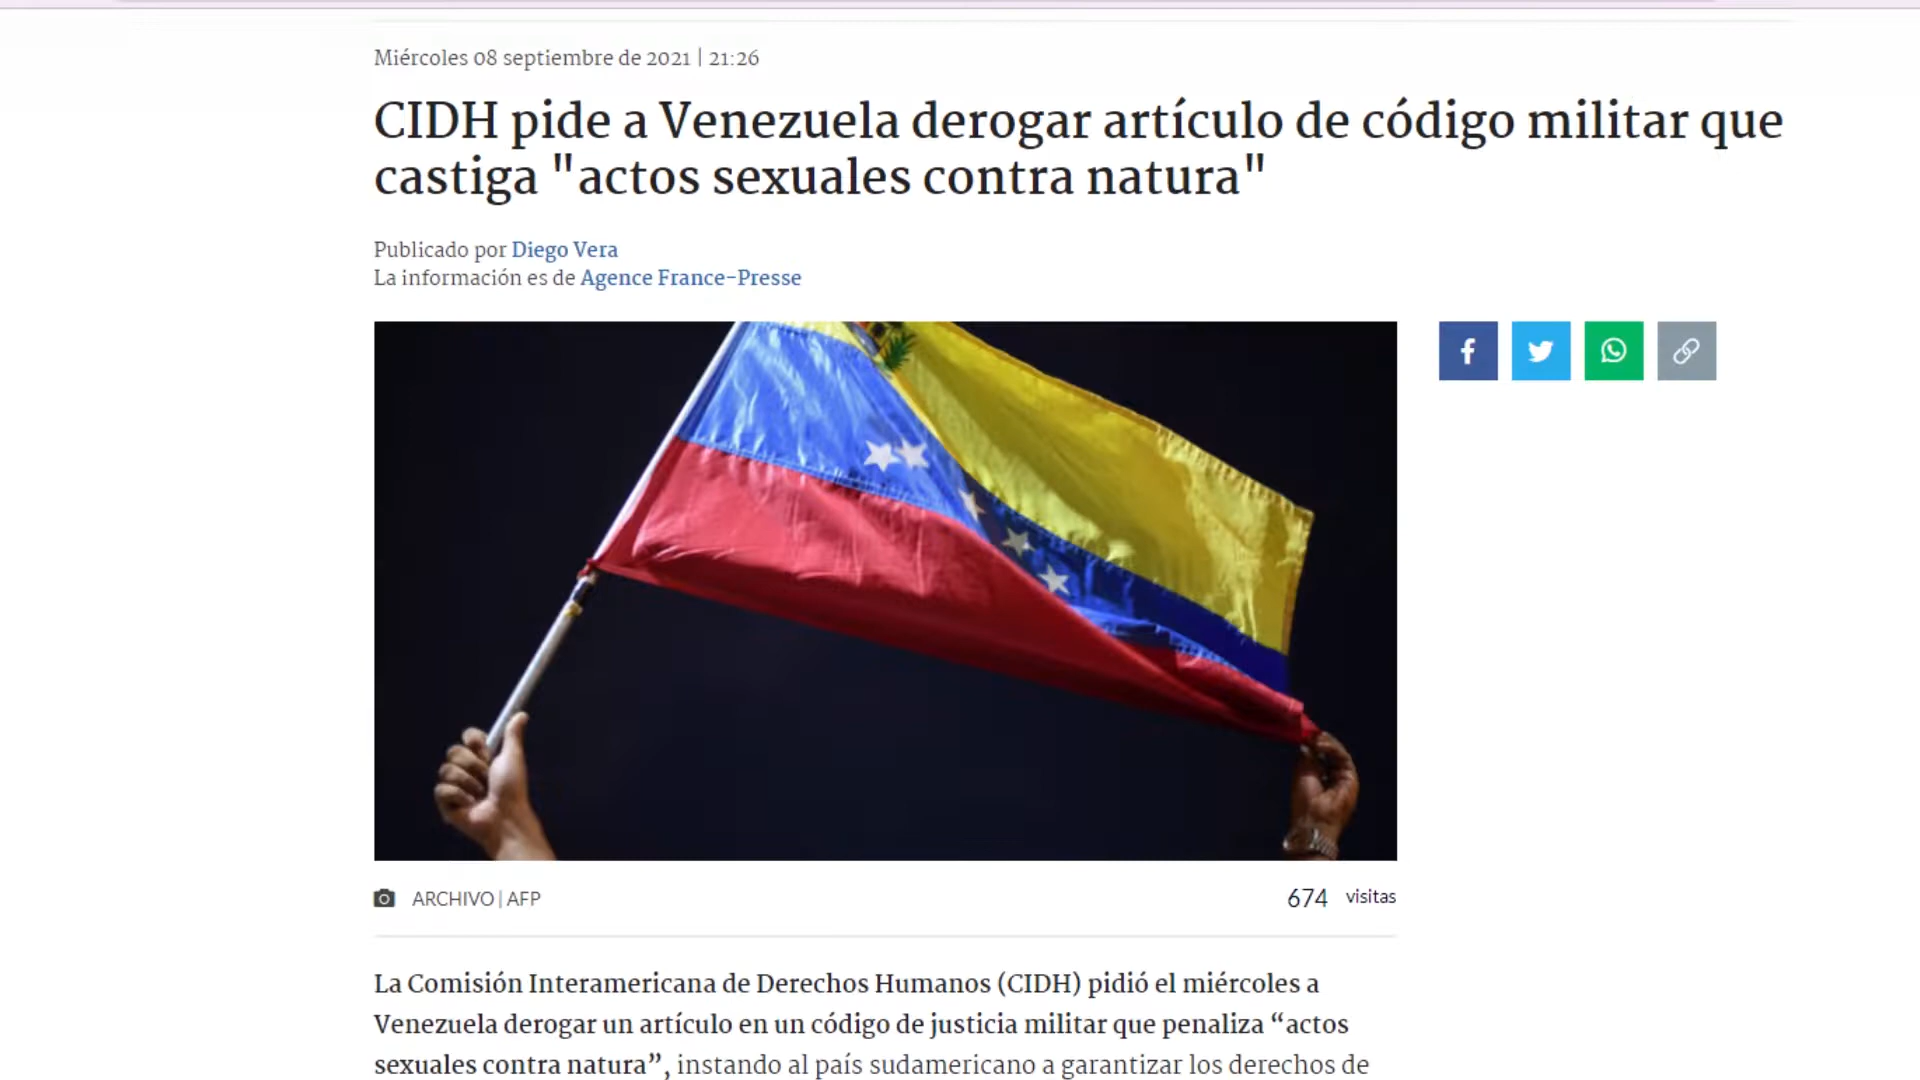 Miércoles 08 septiembre de 2021 | 21:26
CIDH pide a Venezuela derogar artículo de código militar que
castiga "actos sexuales contra natura"
Publicado por Diego Vera
La información es de Agence France-Presse
ARCHIVO | AFP
674 visitas
La Comisión Interamericana de Derechos Humanos (CIDH) pidió el miércoles a
Venezuela derogar un artículo en un código de justicia militar que penaliza “actos
sexuales contra natura”, instando al país sudamericano a garantizar los derechos de